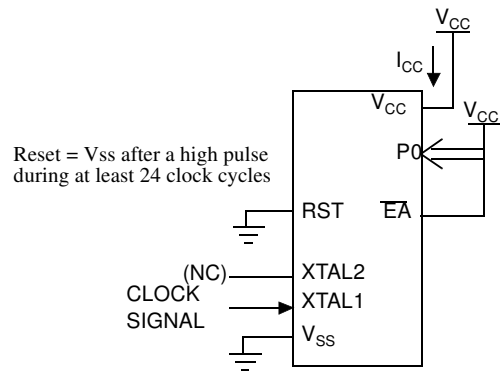 V_CC
I_CC
V_CC
V_CC
P0
Reset = Vss after a high pulse
during at least 24 clock cycles
RST
E̅A̅
(NC)
XTAL2
CLOCK
SIGNAL
XTAL1
V_SS